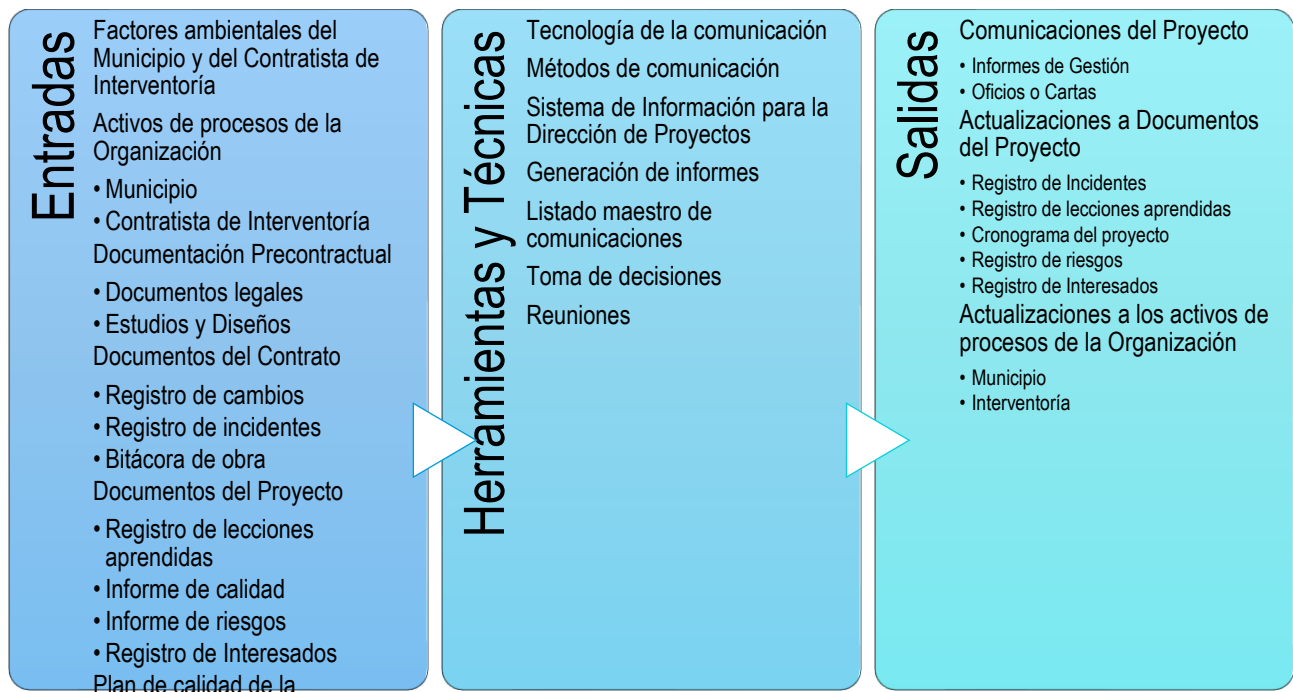 Entradas
Factores ambientales del
Municipio y del Contratista de
Interventoría
Activos de procesos de la
Organización
• Municipio
• Contratista de Interventoría
Documentación Precontractual
• Documentos legales
• Estudios y Diseños
Documentos del Contrato
• Registro de cambios
• Registro de incidentes
• Bitácora de obra
Documentos del Proyecto
• Registro de lecciones
aprendidas
• Informe de calidad
• Informe de riesgos
• Registro de Interesados
Plan de calidad de la
Herramientas y Técnicas
Tecnología de la comunicación
Métodos de comunicación
Sistema de Información para la
Dirección de Proyectos
Generación de informes
Listado maestro de
comunicaciones
Toma de decisiones
Reuniones
Salidas
Comunicaciones del Proyecto
• Informes de Gestión
• Oficios o Cartas
Actualizaciones a Documentos
del Proyecto
• Registro de Incidentes
• Registro de lecciones aprendidas
• Cronograma del proyecto
• Registro de riesgos
• Registro de Interesados
Actualizaciones a los activos de
procesos de la Organización
• Municipio
• Interventoría